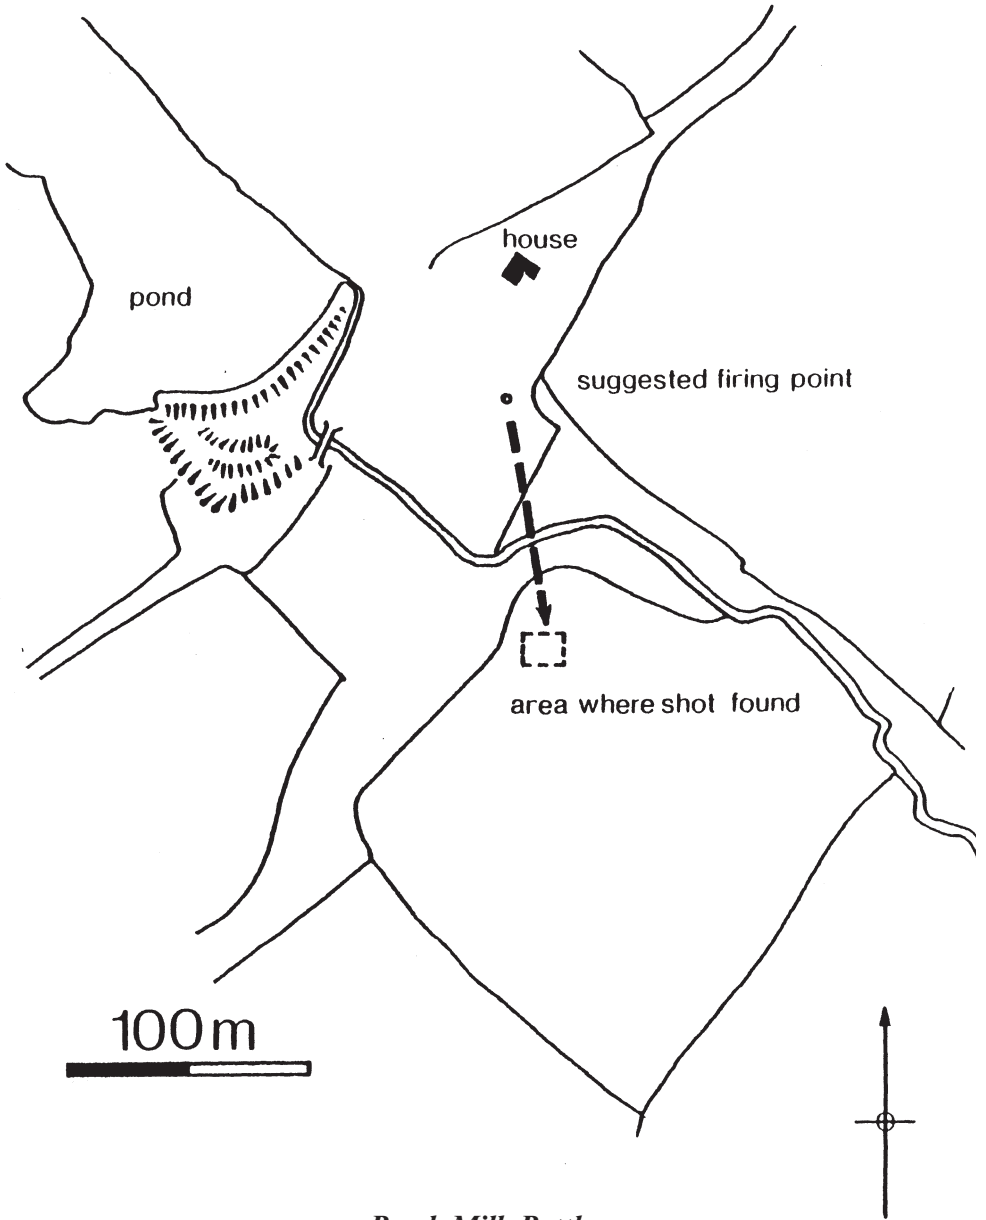 house
pond
suggested firing point
area where shot found
100m